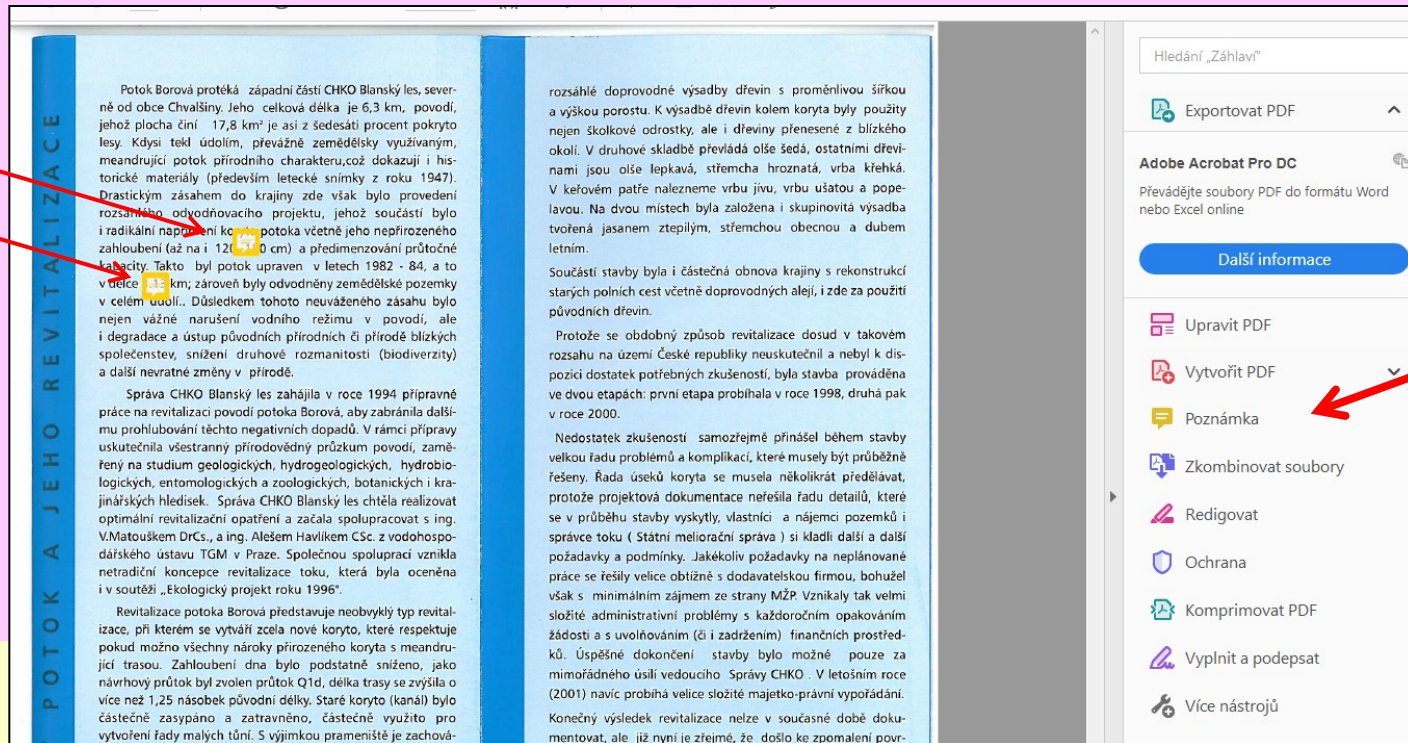 POTOK A JEHO REVITALIZACE
Potok Borová protéká západní částí CHKO Blanský les, sever-
ně od obce Chvalšiny. Jeho celková délka je 6,3 km, povodí,
jehož plocha činí 17,8 km² je asi z šedesáti procent pokryto
lesy. Kdysi tekl údolím, převážně zemědělsky využívaným,
meandrující potok přírodního charakteru,což dokazují i his-
torické materiály (především letecké snímky z roku 1947).
Drastickým zásahem do krajiny zde však bylo provedení
rozsáhlého odvodňovacího projektu, jehož součástí bylo
i radikální napřímení potoka včetně jeho nepřirozeného
zahloubení (až na i cm) a předimenzování průtočné
kapacity. Takto byl potok upraven v letech 1982 - 84, a to
v délce km; zároveň byly odvodněny zemědělské pozemky
v celém údolí.. Důsledkem tohoto neuváženého zásahu bylo
nejen vážné narušení vodního režimu v povodí, ale
i degradace a ústup původních přírodních či přírodě blízkých
společenstev, snížení druhové rozmanitosti (biodiverzity)
a další nevratné změny v přírodě.
Správa CHKO Blanský les zahájila v roce 1994 přípravné
práce na revitalizaci povodí potoka Borová, aby zabránila další-
mu prohlubování těchto negativních dopadů. V rámci přípravy
uskutečnila všestranný přírodovědný průzkum povodí, zamě-
řený na studium geologických, hydrogeologických, hydrobio-
logických, entomologických a zoologických, botanických i kra-
jinářských hledisek. Správa CHKO Blanský les chtěla realizovat
optimální revitalizační opatření a začala spolupracovat s ing.
V.Matouškem DrCs., a ing. Alešem Havlíkem CSc. z vodohospo-
dářského ústavu TGM v Praze. Společnou spoluprací vznikla
netradiční koncepce revitalizace toku, která byla oceněna
i v soutěži „Ekologický projekt roku 1996“.
Revitalizace potoka Borová představuje neobvyklý typ revital-
izace, při kterém se vytváří zcela nové koryto, které respektuje
pokud možno všechny nároky přirozeného koryta s meandru-
jící trasou. Zahloubení dna bylo podstatně sníženo, jako
návrhový průtok byl zvolen průtok Q1d, délka trasy se zvýšila o
více než 1,25 násobek původní délky. Staré koryto (kanál) bylo
částečně zasypáno a zatravněno, částečně využito pro
vytvoření řady malých tůní. S výjimkou prameniště je zachová-
rozsáhlé doprovodné výsadby dřevin s proměnlivou šířkou
a výškou porostu. K výsadbě dřevin kolem koryta byly použity
nejen školkové odrostky, ale i dřeviny přenesené z blízkého
okolí. V druhové skladbě převládá olše šedá, ostatními dřevi-
nami jsou olše lepkavá, střemcha hroznatá, vrba křehká.
V keřovém patře nalezneme vrbu jívu, vrbu ušatou a pope-
lavou. Na dvou místech byla založena i skupinovitá výsadba
tvořená jasanem ztepilým, střemchou obecnou a dubem
letním.
Součástí stavby byla i částečná obnova krajiny s rekonstrukcí
starých polních cest včetně doprovodných alejí, i zde za použití
původních dřevin.
Protože se obdobný způsob revitalizace dosud v takovém
rozsahu na území České republiky neuskutečnil a nebyl k dis-
pozici dostatek potřebných zkušeností, byla stavba prováděna
ve dvou etapách: první etapa probíhala v roce 1998, druhá pak
v roce 2000.
Nedostatek zkušeností samozřejmě přinášel během stavby
velkou řadu problémů a komplikací, které musely být průběžně
řešeny. Řada úseků koryta se musela několikrát předělávat,
protože projektová dokumentace neřešila řadu detailů, které
se v průběhu stavby vyskytly, vlastníci a nájemci pozemků i
správce toku ( Státní meliorační správa ) si kladli další a další
požadavky a podmínky. Jakékoliv požadavky na neplánované
práce se řešily velice obtížně s dodavatelskou firmou, bohužel
však s minimálním zájmem ze strany MŽP. Vznikaly tak velmi
složité administrativní problémy s každoročním opakováním
žádosti a s uvolňováním (či i zadržením) finančních prostřed-
ků. Úspěšné dokončení stavby bylo možné pouze za
mimořádného úsilí vedoucího Správy CHKO . V letošním roce
(2001) navíc probíhá velice složité majetko-právní vypořádání.
Konečný výsledek revitalizace nelze v současné době doku-
mentovat, ale již nyní je zřejmé, že došlo ke zpomalení povr-
Hledání „Záhlaví"
Exportovat PDF
Adobe Acrobat Pro DC
Převádějte soubory PDF do formátu Word
nebo Excel online
Další informace
Upravit PDF
Vytvořit PDF
Poznámka
Zkombinovat soubory
Redigovat
Ochrana
Komprimovat PDF
Vyplnit a podepsat
Více nástrojů